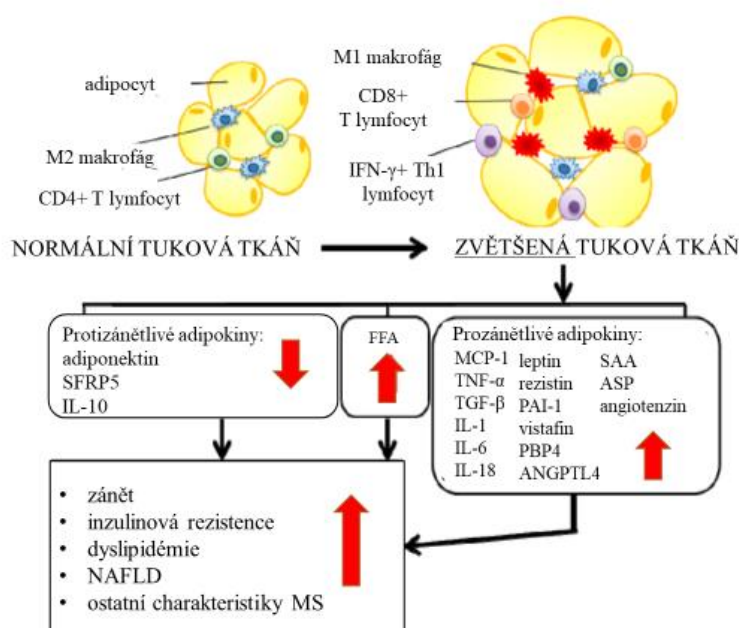 adipocyt
M2 makrofág
CD4+ T lymfocyt
M1 makrofág
CD8+
T lymfocyt
IFN-γ+ Th1
lymfocyt
NORMÁLNÍ TUKOVÁ TKÁŇ
ZVĚTŠENÁ TUKOVÁ TKÁŇ
Protizánětlivé adipokiny:
adiponektin
SFRP5
IL-10
FFA
Prozánětlivé adipokiny:
MCP-1 leptin SAA
TNF-α rezistin ASP
TGF-β PAI-1 angiotenzin
IL-1 vistafin
IL-6 PBP4
IL-18 ANGPTL4
• zánět
• inzulinová rezistence
• dyslipidémie
• NAFLD
• ostatní charakteristiky MS